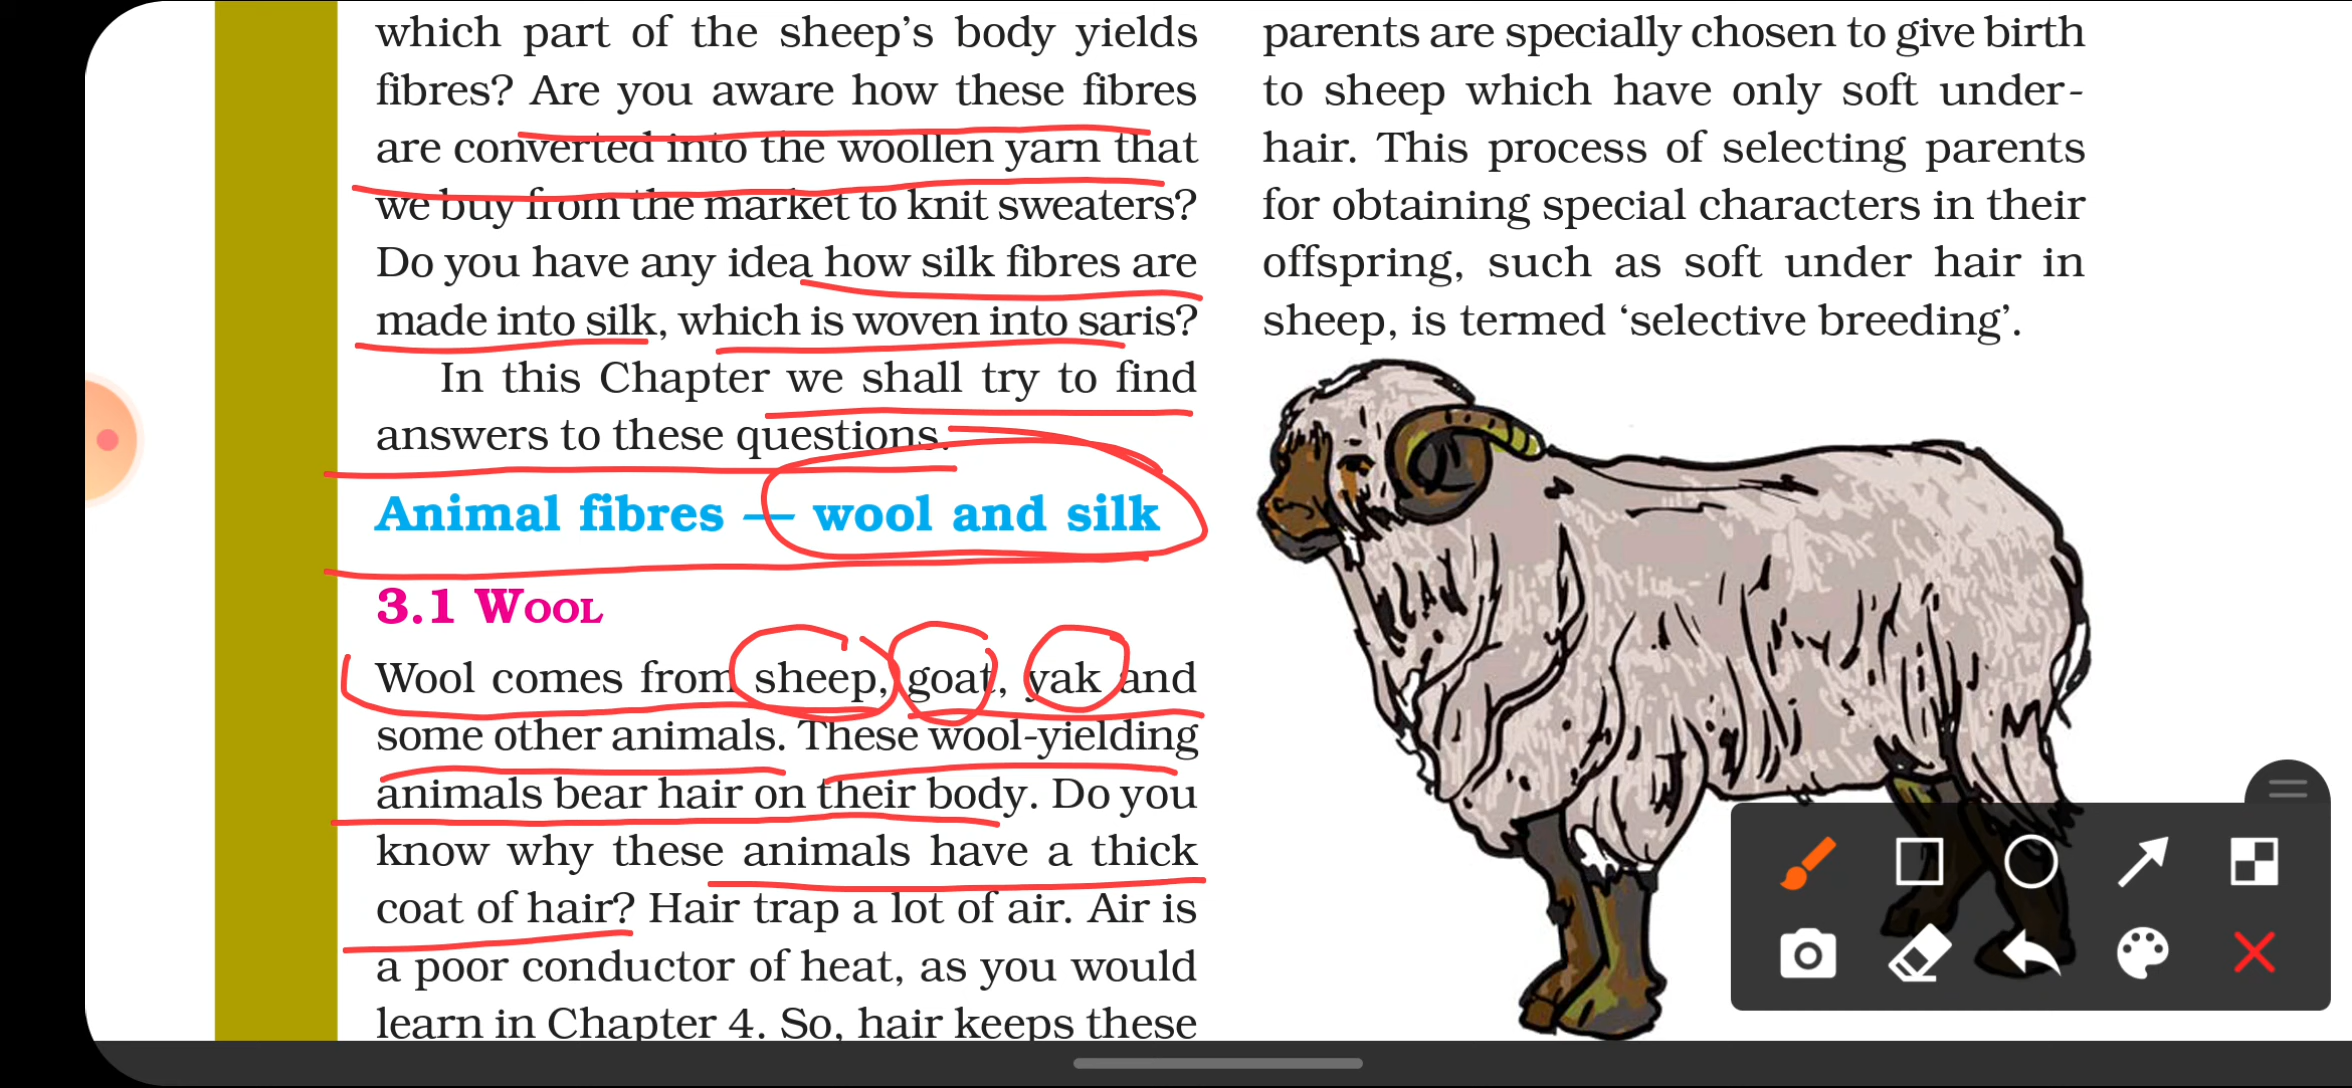 which part of the sheep's body yields
fibres? Are you aware how these fibres
are converted into the woollen yarn that
we buy from the market to knit sweaters?
Do you have any idea how silk fibres are
made into silk, which is woven into saris?
In this Chapter we shall try to find
answers to these questions.
Animal fibres — wool and silk
3.1 WOOL
Wool comes from sheep, goat, yak and
some other animals. These wool-yielding
animals bear hair on their body. Do you
know why these animals have a thick
coat of hair? Hair trap a lot of air. Air is
a poor conductor of heat, as you would
learn in Chapter 4. So, hair keeps these
parents are specially chosen to give birth
to sheep which have only soft under-
hair. This process of selecting parents
for obtaining special characters in their
offspring, such as soft under hair in
sheep, is termed ‘selective breeding’.